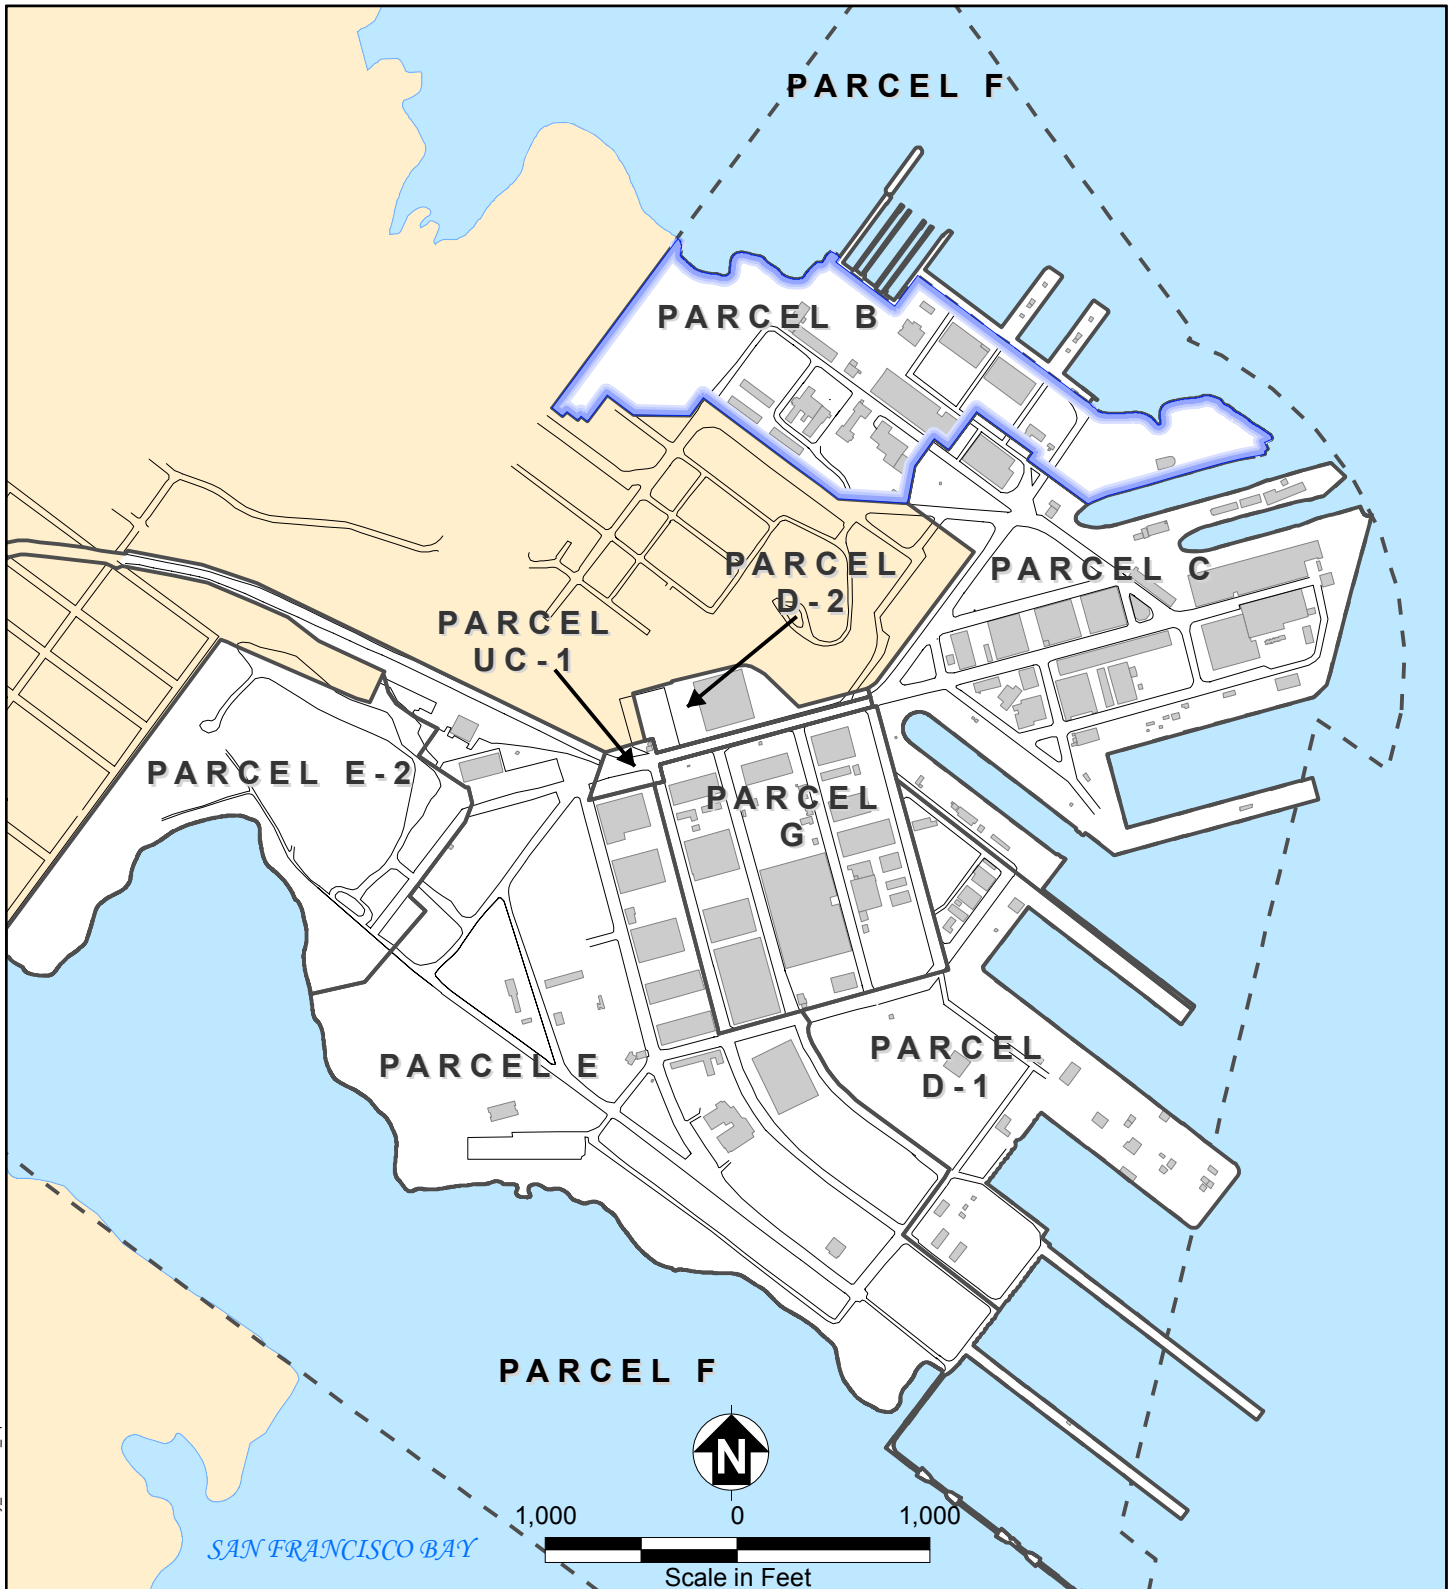 PARCEL F
PARCEL B
PARCEL
D-2
PARCEL C
PARCEL
UC-1
PARCEL E-2
PARCEL
G
PARCEL E
PARCEL
D-1
PARCEL F
N
1,000 0 1,000
SAN FRANCISCO BAY
Scale in Feet